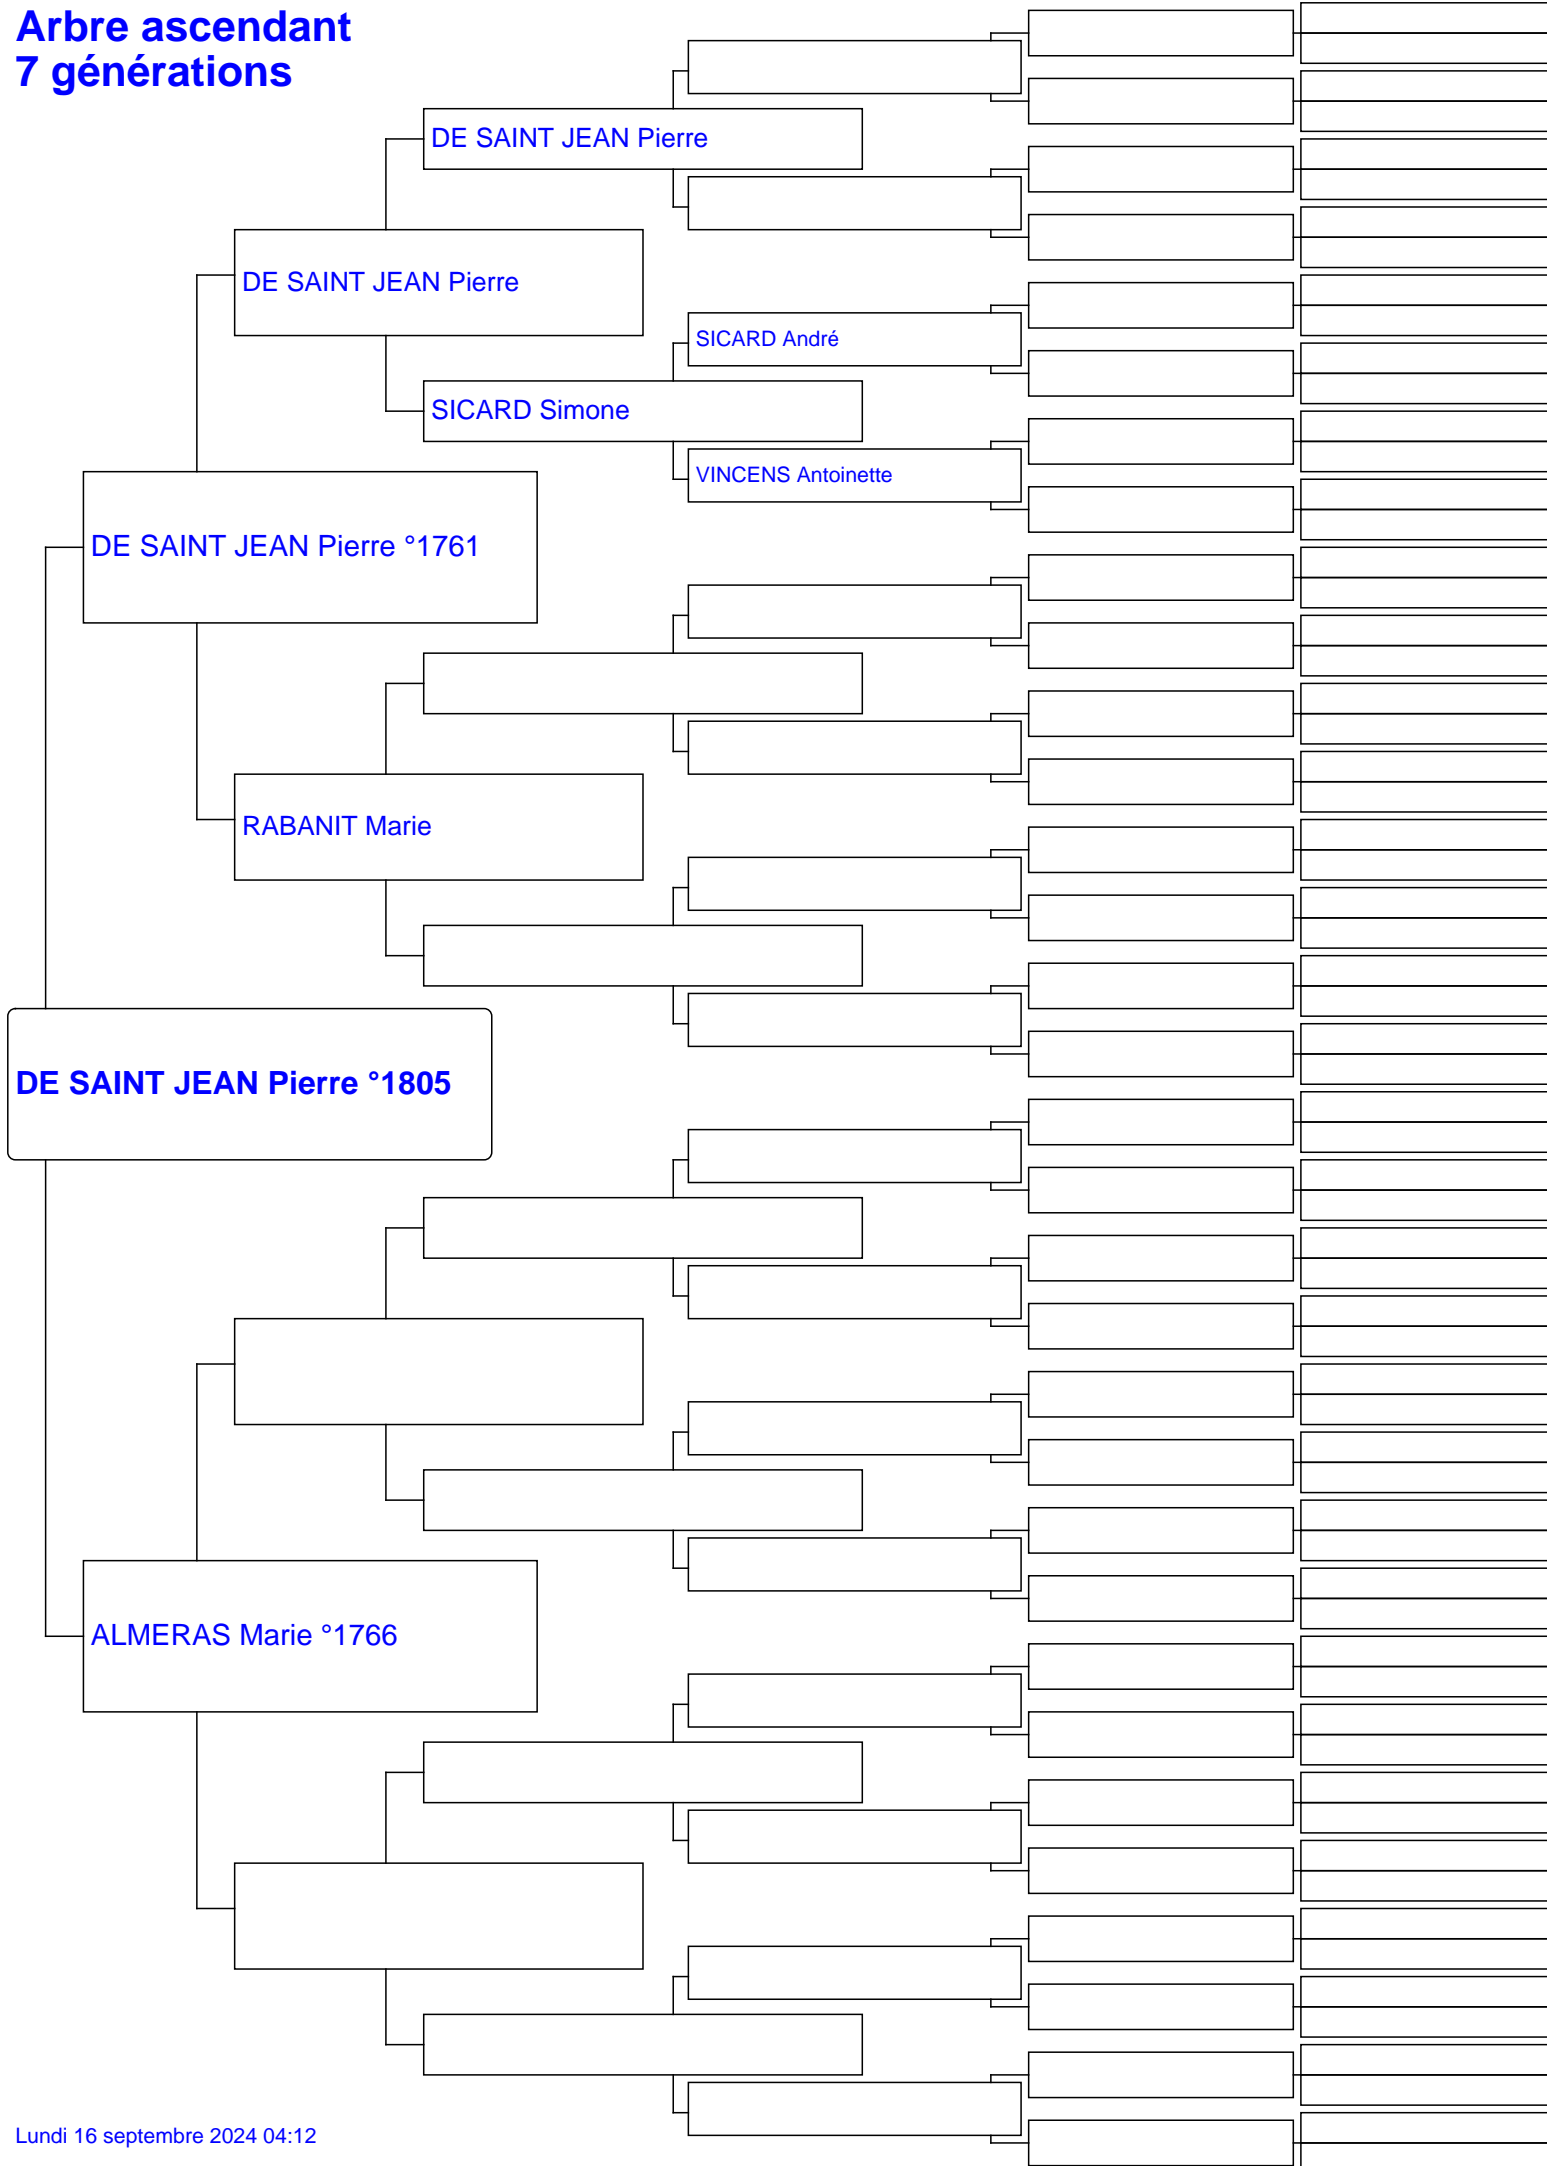 Arbre ascendant
7 générations
DE SAINT JEAN Pierre
DE SAINT JEAN Pierre
SICARD André
SICARD Simone
VINCENS Antoinette
DE SAINT JEAN Pierre °1761
RABANIT Marie
DE SAINT JEAN Pierre °1805
ALMERAS Marie °1766
Lundi 16 septembre 2024 04:12